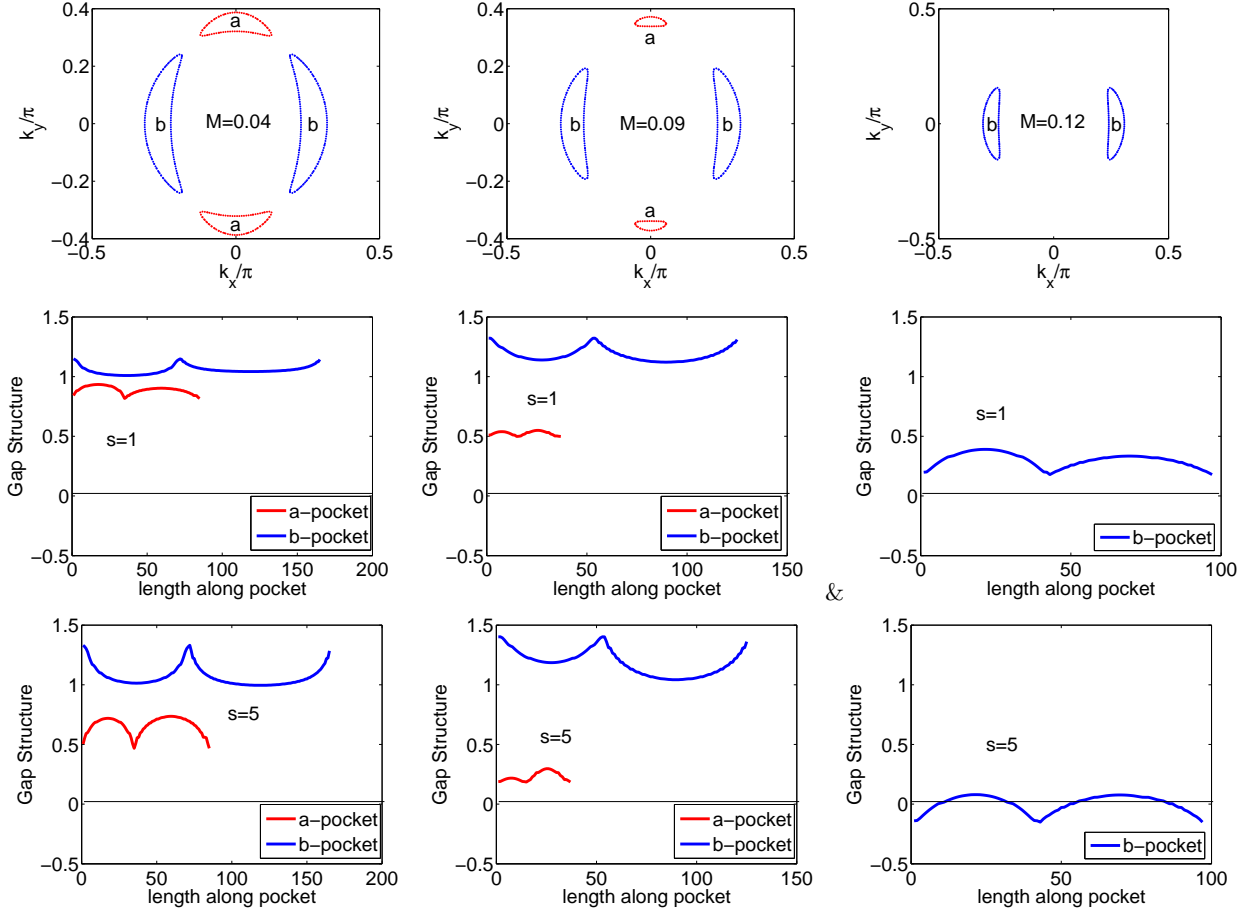 0.4
0.2
0
−0.2
−0.4
−0.5
0
0.5
k_y/π
k_x/π
a
b
M=0.04
b
a
0.4
0.2
0
−0.2
−0.4
−0.5
0
0.5
k_y/π
k_x/π
a
b
M=0.09
b
a
0.5
0
−0.5
−0.5
0
0.5
k_y/π
k_x/π
b
M=0.12
b
1.5
1
0.5
0
−0.5
0
50
100
150
200
Gap Structure
length along pocket
s=1
a−pocket
b−pocket
1.5
1
0.5
0
−0.5
0
50
100
150
Gap Structure
length along pocket
s=1
a−pocket
b−pocket
&
1.5
1
0.5
0
−0.5
0
50
100
Gap Structure
length along pocket
s=1
b−pocket
1.5
1
0.5
0
−0.5
0
50
100
150
200
Gap Structure
length along pocket
s=5
a−pocket
b−pocket
1.5
1
0.5
0
−0.5
0
50
100
150
Gap Structure
length along pocket
s=5
a−pocket
b−pocket
1.5
1
0.5
0
−0.5
0
50
100
Gap Structure
length along pocket
s=5
b−pocket